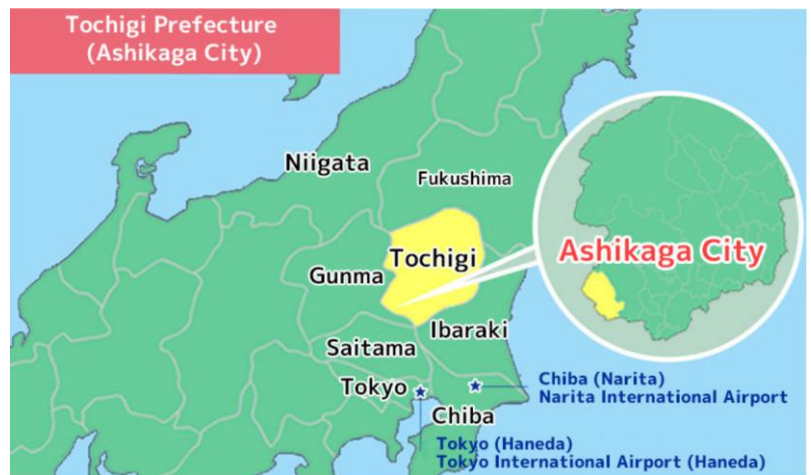 Tochigi Prefecture
(Ashikaga City)
Niigata
Fukushima
Tochigi
Ashikaga City
Gunma
Ibaraki
Saitama
Tokyo
Chiba
Chiba (Narita)
Narita International Airport
Tokyo (Haneda)
Tokyo International Airport (Haneda)